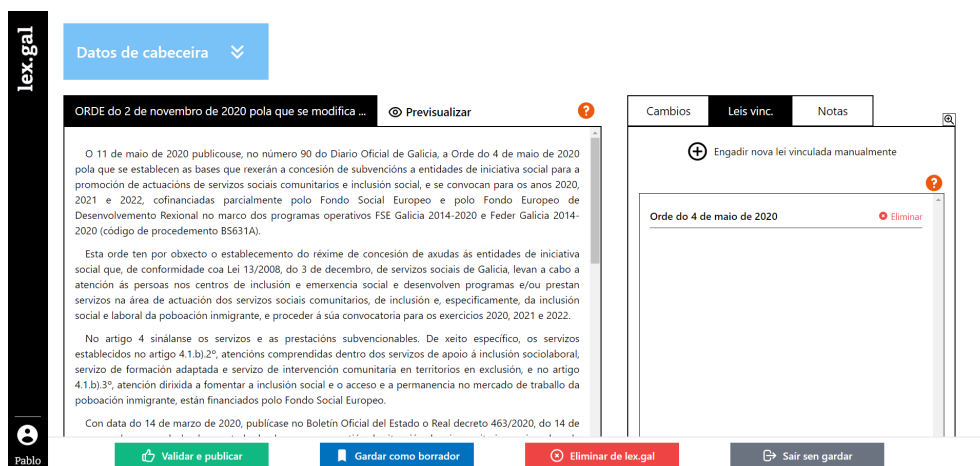 lex.gal
Datos de cabeceira
ORDE do 2 de novembro de 2020 pola que se modifica ...
Previsualizar
?
O 11 de maio de 2020 publicouse, no número 90 do Diario Oficial de Galicia, a Orde do 4 de maio de 2020
pola que se establecen as bases que rexerán a concesión de subvencións a entidades de iniciativa social para a
promoción de actuacións de servizos sociais comunitarios e inclusión social, e se convocan para os anos 2020,
2021 e 2022, cofinanciadas parcialmente polo Fondo Social Europeo e polo Fondo Europeo de
Desenvolvemento Rexional no marco dos programas operativos FSE Galicia 2014-2020 e Feder Galicia 2014-
2020 (código de procedemento BS631A).
Esta orde ten por obxecto o establecemento do réxime de concesión de axudas ás entidades de iniciativa
social que, de conformidade coa Lei 13/2008, do 3 de decembro, de servizos sociais de Galicia, levan a cabo a
atención ás persoas nos centros de inclusión e emerxencia social e desenvolven programas e/ou prestan
servizos na área de actuación dos servizos sociais comunitarios, de inclusión e, especificamente, da inclusión
social e laboral da poboación inmigrante, e proceder á súa convocatoria para os exercicios 2020, 2021 e 2022.
No artigo 4 sinálanse os servizos e as prestacións subvencionables. De xeito específico, os servizos
establecidos no artigo 4.1.b).2º, atencións comprendidas dentro dos servizos de apoio á inclusión sociolaboral,
servizo de formación adaptada e servizo de intervención comunitaria en territorios en exclusión, e no artigo
4.1.b).3º, atención dirixida a fomentar a inclusión social e o acceso e a permanencia no mercado de traballo da
poboación inmigrante, están financiados polo Fondo Social Europeo.
Con data do 14 de marzo de 2020, publícase no Boletín Oficial del Estado o Real decreto 463/2020, do 14 de
Cambios
Leis vinc.
Notas
Engadir nova lei vinculada manualmente
?
Orde do 4 de maio de 2020
Eliminar
Pablo
Validar e publicar
Gardar como borrador
Eliminar de lex.gal
Saír sen gardar